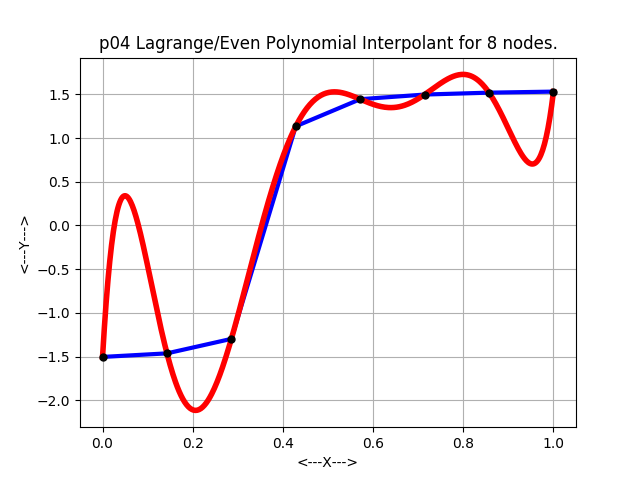 p04 Lagrange/Even Polynomial Interpolant for 8 nodes.
1.5
1.0
0.5
0.0
−0.5
−1.0
−1.5
−2.0
<---Y--->
0.0 0.2 0.4 0.6 0.8 1.0
<---X--->